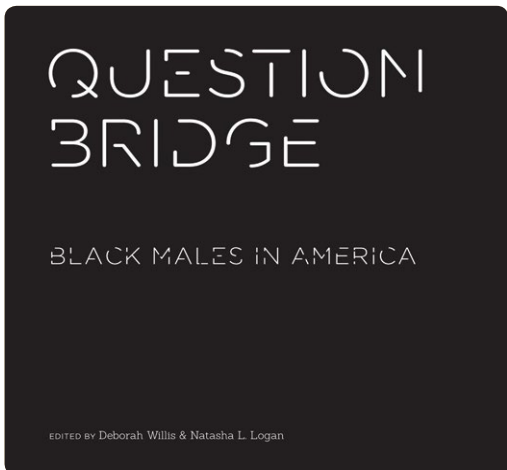 QUESTION
BRIDGE
BLACK MALES IN AMERICA
EDITED BY Deborah Willis & Natasha L. Logan